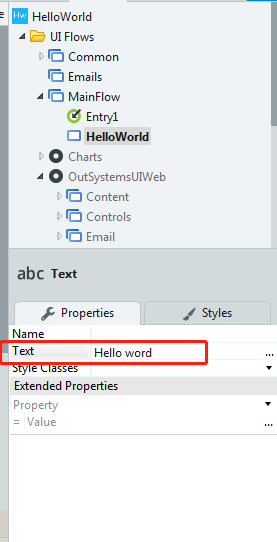 Hw HelloWorld
UI Flows
Common
Emails
MainFlow
Entry1
HelloWorld
Charts
OutSystemsUIWeb
Content
Controls
Email
abc Text
Properties Styles
Name
Text Hello word ...
Style Classes
Extended Properties
Property
= Value ...